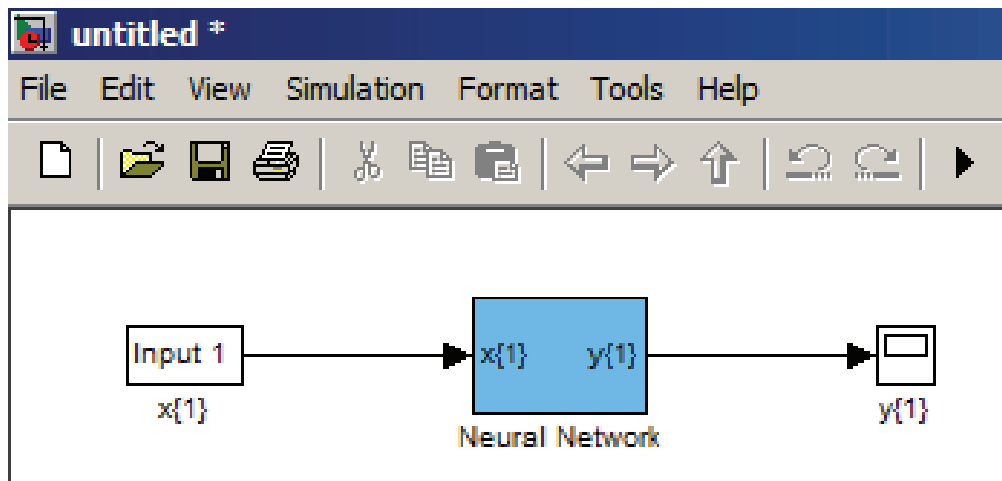 untitled *
File Edit View Simulation Format Tools Help
Input 1
x{1} y{1}
x{1} y{1}
Neural Network